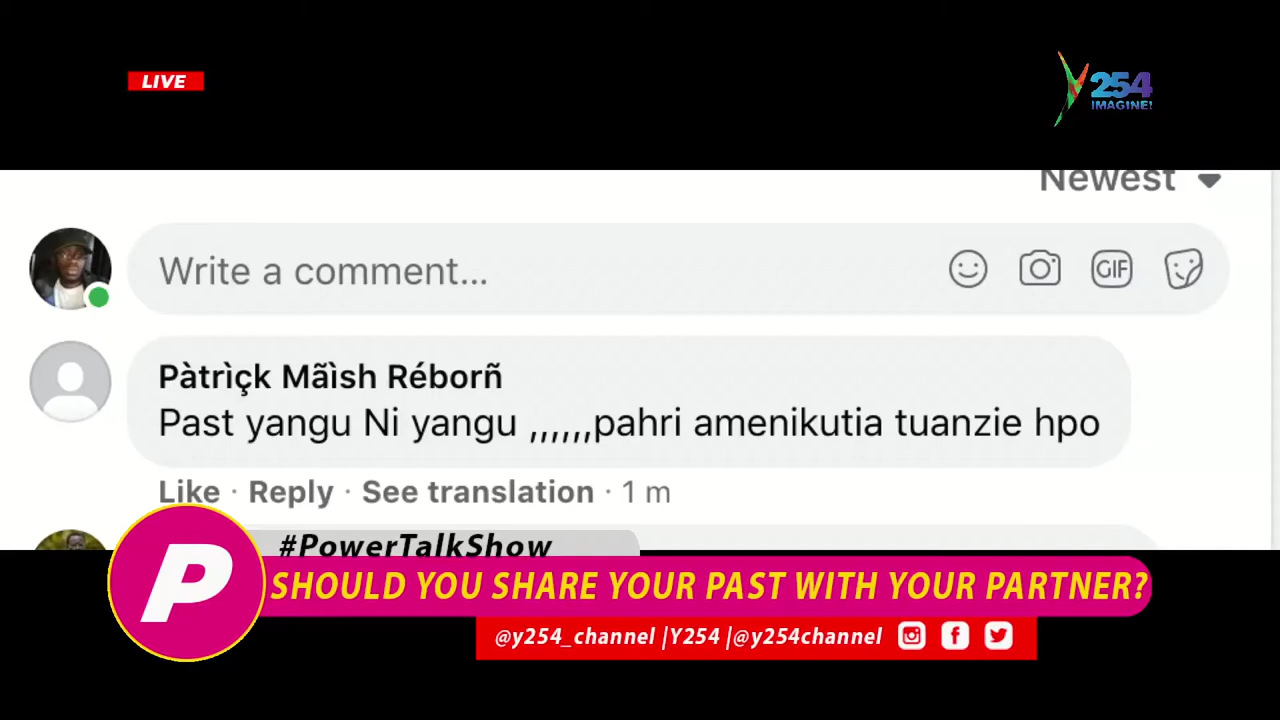 LIVE
254
IMAGINE!
Newest
Write a comment...
GIF
Pàtrìçk Mãìsh Réborñ
Past yangu Ni yangu ,,,,,,pahri amenikutia tuanzie hpo
Like · Reply · See translation · 1 m
#PowerTalkShow
P
SHOULD YOU SHARE YOUR PAST WITH YOUR PARTNER?
@y254_channel |Y254 |@y254channel